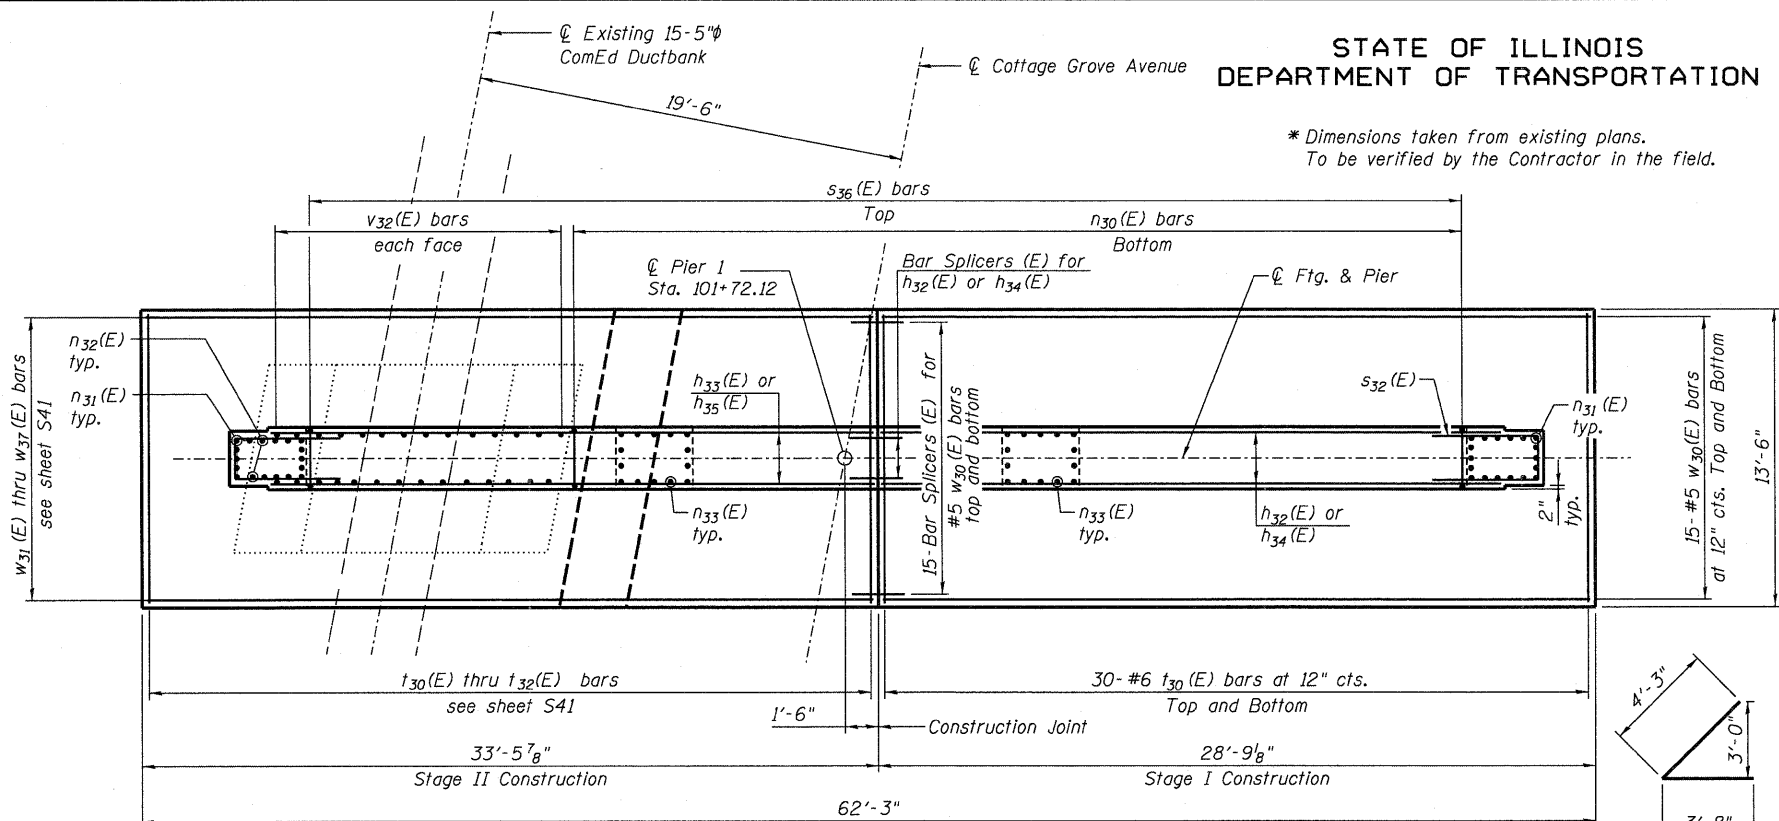 ℄ Existing 15-5"φ
ComEd Ductbank
℄ Cottage Grove Avenue
STATE OF ILLINOIS
DEPARTMENT OF TRANSPORTATION
19'-6"
* Dimensions taken from existing plans.
To be verified by the Contractor in the field.
s36(E) bars
Top
v32(E) bars
each face
n30(E) bars
Bottom
℄ Pier 1
Sta. 101+72.12
Bar Splicers (E) for
h32(E) or h34(E)
℄ Ftg. & Pier
n32(E)
typ.
n31(E)
typ.
w31(E) thru w37(E) bars
see sheet S41
h33(E) or
h35(E)
15-Bar Splicers (E) for
#5 w30(E) bars
top and bottom
s32(E)
n31(E)
typ.
15-#5 w30(E) bars
at 12" cts. Top and Bottom
13'-6"
n33(E)
typ.
n33(E)
typ.
h32(E) or
h34(E)
2"
typ.
t30(E) thru t32(E) bars
see sheet S41
30-#6 t30(E) bars at 12" cts.
Top and Bottom
1'-6"
Construction Joint
4'-3"
3'-0"
33'-5⅞"
Stage II Construction
28'-9⅛"
Stage I Construction
62'-3"